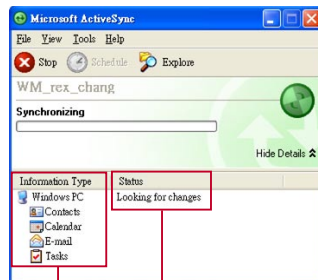 Microsoft ActiveSync
File View Tools Help
Stop Schedule Explore
WM_rex_chang
Synchronizing
Hide Details
Information Type Status
Windows PC Looking for changes
Contacts
Calendar
E-mail
Tasks